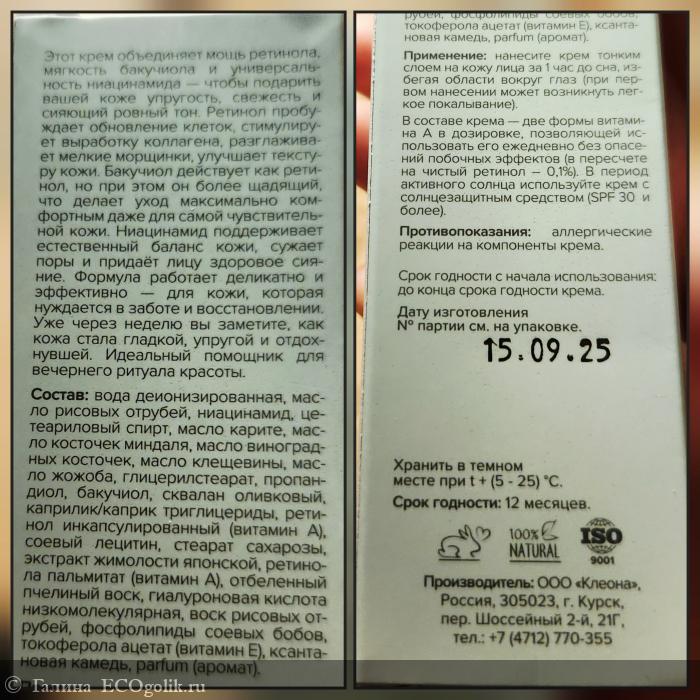 Этот крем объединяет мощь ретинола,
мягкость бакучиола и универсаль-
ность ниацинамида — чтобы подарить
вашей коже упругость, свежесть и
сияющий ровный тон. Ретинол пробу-
ждает обновление клеток, стимулиру-
ет выработку коллагена, разглажива-
ет мелкие морщинки, улучшает тексту-
ру кожи. Бакучиол действует как рети-
нол, но при этом он более щадящий,
что делает уход максимально ком-
фортным даже для самой чувствитель-
ной кожи. Ниацинамид поддерживает
естественный баланс кожи, сужает
поры и придаёт лицу здоровое сия-
ние. Формула работает деликатно и
эффективно — для кожи, которая
нуждается в заботе и восстановлении.
Уже через неделю вы заметите, как
кожа стала гладкой, упругой и отдох-
нувшей. Идеальный помощник для
вечернего ритуала красоты.
Состав: вода деионизированная, мас-
ло рисовых отрубей, ниацинамид, це-
теариловый спирт, масло карите, мас-
ло косточек миндаля, масло виноград-
ных косточек, масло клещевины, мас-
ло жожоба, глицерилстеарат, пропан-
диол, бакучиол, сквалан оливковый,
каприлик/каприк триглицериды, рети-
нол инкапсулированный (витамин А),
соевый лецитин, стеарат сахарозы,
экстракт жимолости японской, ретино-
ла пальмитат (витамин А), отбеленный
пчелиный воск, гиалуроновая кислота
низкомолекулярная, воск рисовых от-
рубей, фосфолипиды соевых бобов,
токоферола ацетат (витамин Е), ксанта-
новая камедь, parfum (аромат).
рубей, фосфолипиды соевых бобов,
токоферола ацетат (витамин Е), ксанта-
новая камедь, parfum (аромат).
Применение: нанесите крем тонким
слоем на кожу лица за 1 час до сна, из-
бегая области вокруг глаз (при пер-
вом нанесении может возникнуть лег-
кое покалывание).
В составе крема — две формы витами-
на А в дозировке, позволяющей ис-
пользовать его ежедневно без опасе-
ний побочных эффектов (в пересчете
на чистый ретинол — 0,1%). В период
активного солнца используйте крем с
солнцезащитным средством (SPF 30 и
более).
Противопоказания: аллергические
реакции на компоненты крема.
Срок годности с начала использования:
до конца срока годности крема.
Дату изготовления
№ партии см. на упаковке.
15.09.25
Хранить в темном
месте при t + (5 - 25) °C.
Срок годности: 12 месяцев.
100%
NATURAL
ISO
9001
Производитель: ООО «Клеона»,
Россия, 305023, г. Курск,
пер. Шоссейный 2-й, 21Г,
тел.: +7 (4712) 770-355
© Галина ECOgolik.ru